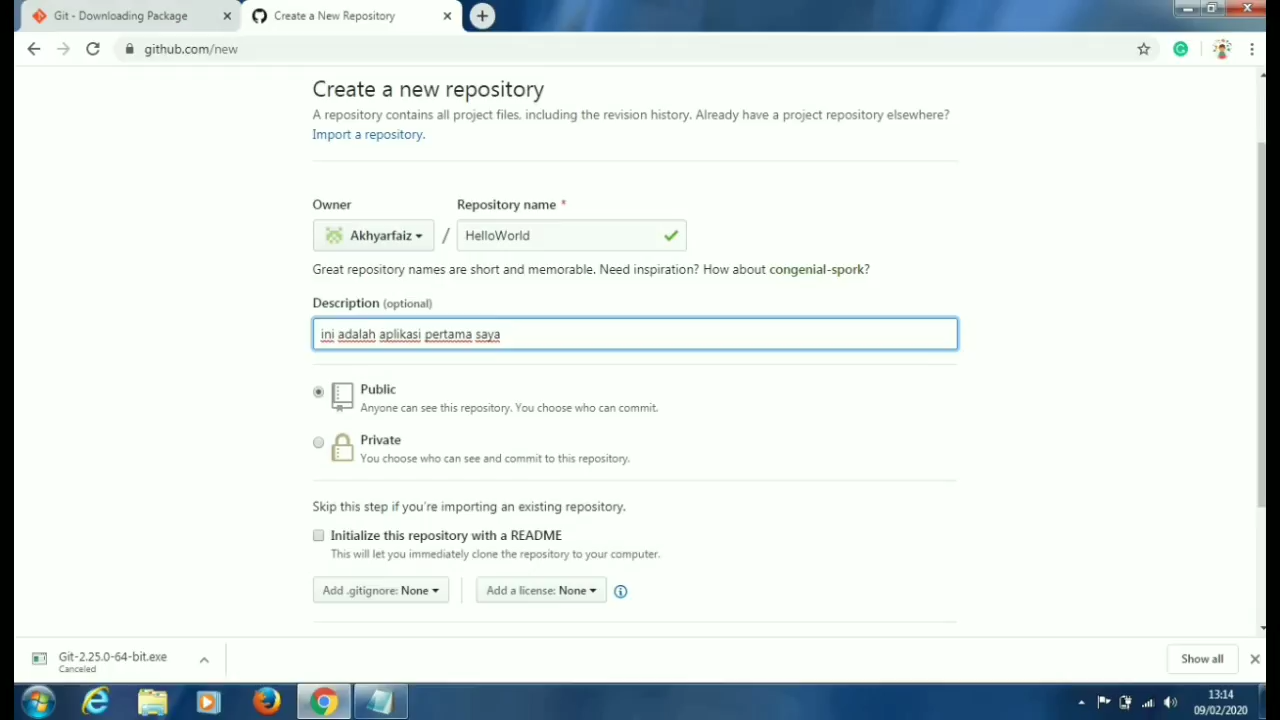 Git - Downloading Package
Create a New Repository
github.com/new
Create a new repository
A repository contains all project files, including the revision history. Already have a project repository elsewhere?
Import a repository.
Owner
Repository name *
Akhyarfaiz
/
HelloWorld
Great repository names are short and memorable. Need inspiration? How about congenial-spork?
Description (optional)
ini adalah aplikasi pertama saya
Public
Anyone can see this repository. You choose who can commit.
Private
You choose who can see and commit to this repository.
Skip this step if you're importing an existing repository.
Initialize this repository with a README
This will let you immediately clone the repository to your computer.
Add .gitignore: None
Add a license: None
Git-2.25.0-64-bit.exe
Canceled
Show all
13:14
09/02/2020